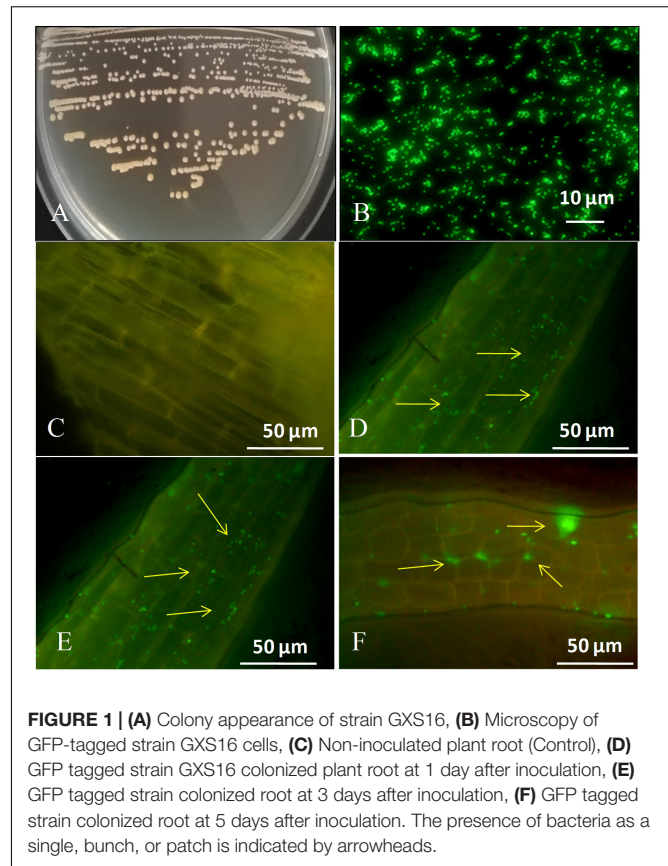 A
B
10 µm
C
50 µm
D
50 µm
E
50 µm
F
50 µm
FIGURE 1 | (A) Colony appearance of strain GXS16, (B) Microscopy of
GFP-tagged strain GXS16 cells, (C) Non-inoculated plant root (Control), (D)
GFP tagged strain GXS16 colonized plant root at 1 day after inoculation, (E)
GFP tagged strain colonized root at 3 days after inoculation, (F) GFP tagged
strain colonized root at 5 days after inoculation. The presence of bacteria as a
single, bunch, or patch is indicated by arrowheads.